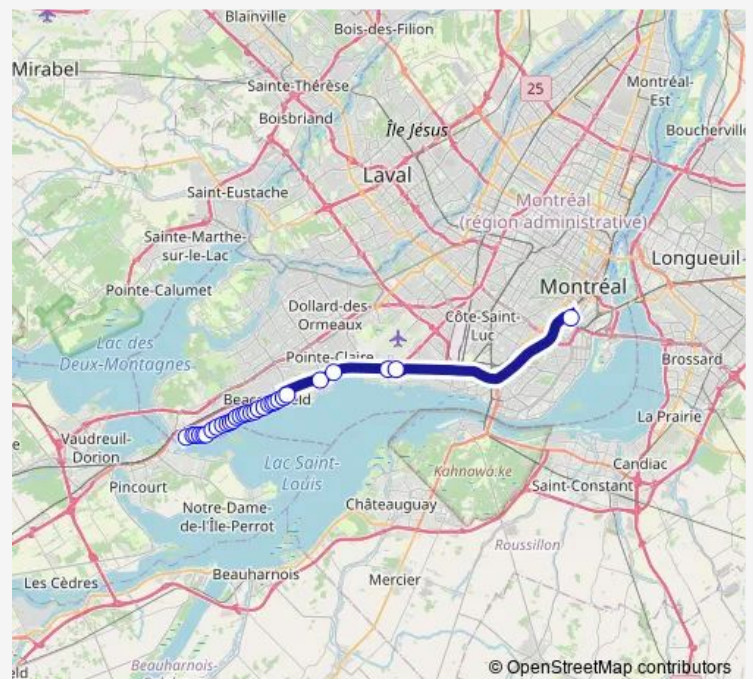 Blainville
Bois-des-Filion
Mirabel
Sainte-Thérèse
Boisbriand
25
Montréal-
Est
Île Jésus
Boucherville
Laval
Saint-Eustache
Montréal
(région administrative)
Sainte-Marthe-
sur-le-Lac
Longueuil
Pointe-Calumet
Montréal
Dollard-des-
Ormeaux
Côte-Saint-
Luc
Lac des
Deux-Montagnes
Pointe-Claire
Brossard
Vaudreuil-
Dorion
La Prairie
Lac Saint-
Louis
Kahnawà:ke
Candiac
Pincourt
Saint-Constant
Notre-Dame-
de-l'Île-Perrot
Châteauguay
Roussillon
Les Cèdres
Beauharnois
Mercier
Beauharnois-
© OpenStreetMap contributors